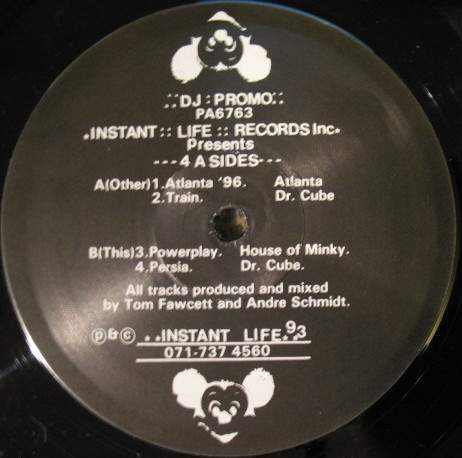 .::DJ : PROMO::.
PA6763
.INSTANT :: LIFE :: RECORDS Inc.
Presents
---4 A SIDES---
A(Other)1.Atlanta '96. Atlanta
2.Train. Dr. Cube
B(This)3.Powerplay. House of Minky.
4.Persia. Dr. Cube.
All tracks produced and mixed
by Tom Fawcett and Andre Schmidt.
℗&© ..INSTANT LIFE.93
071-737 4560